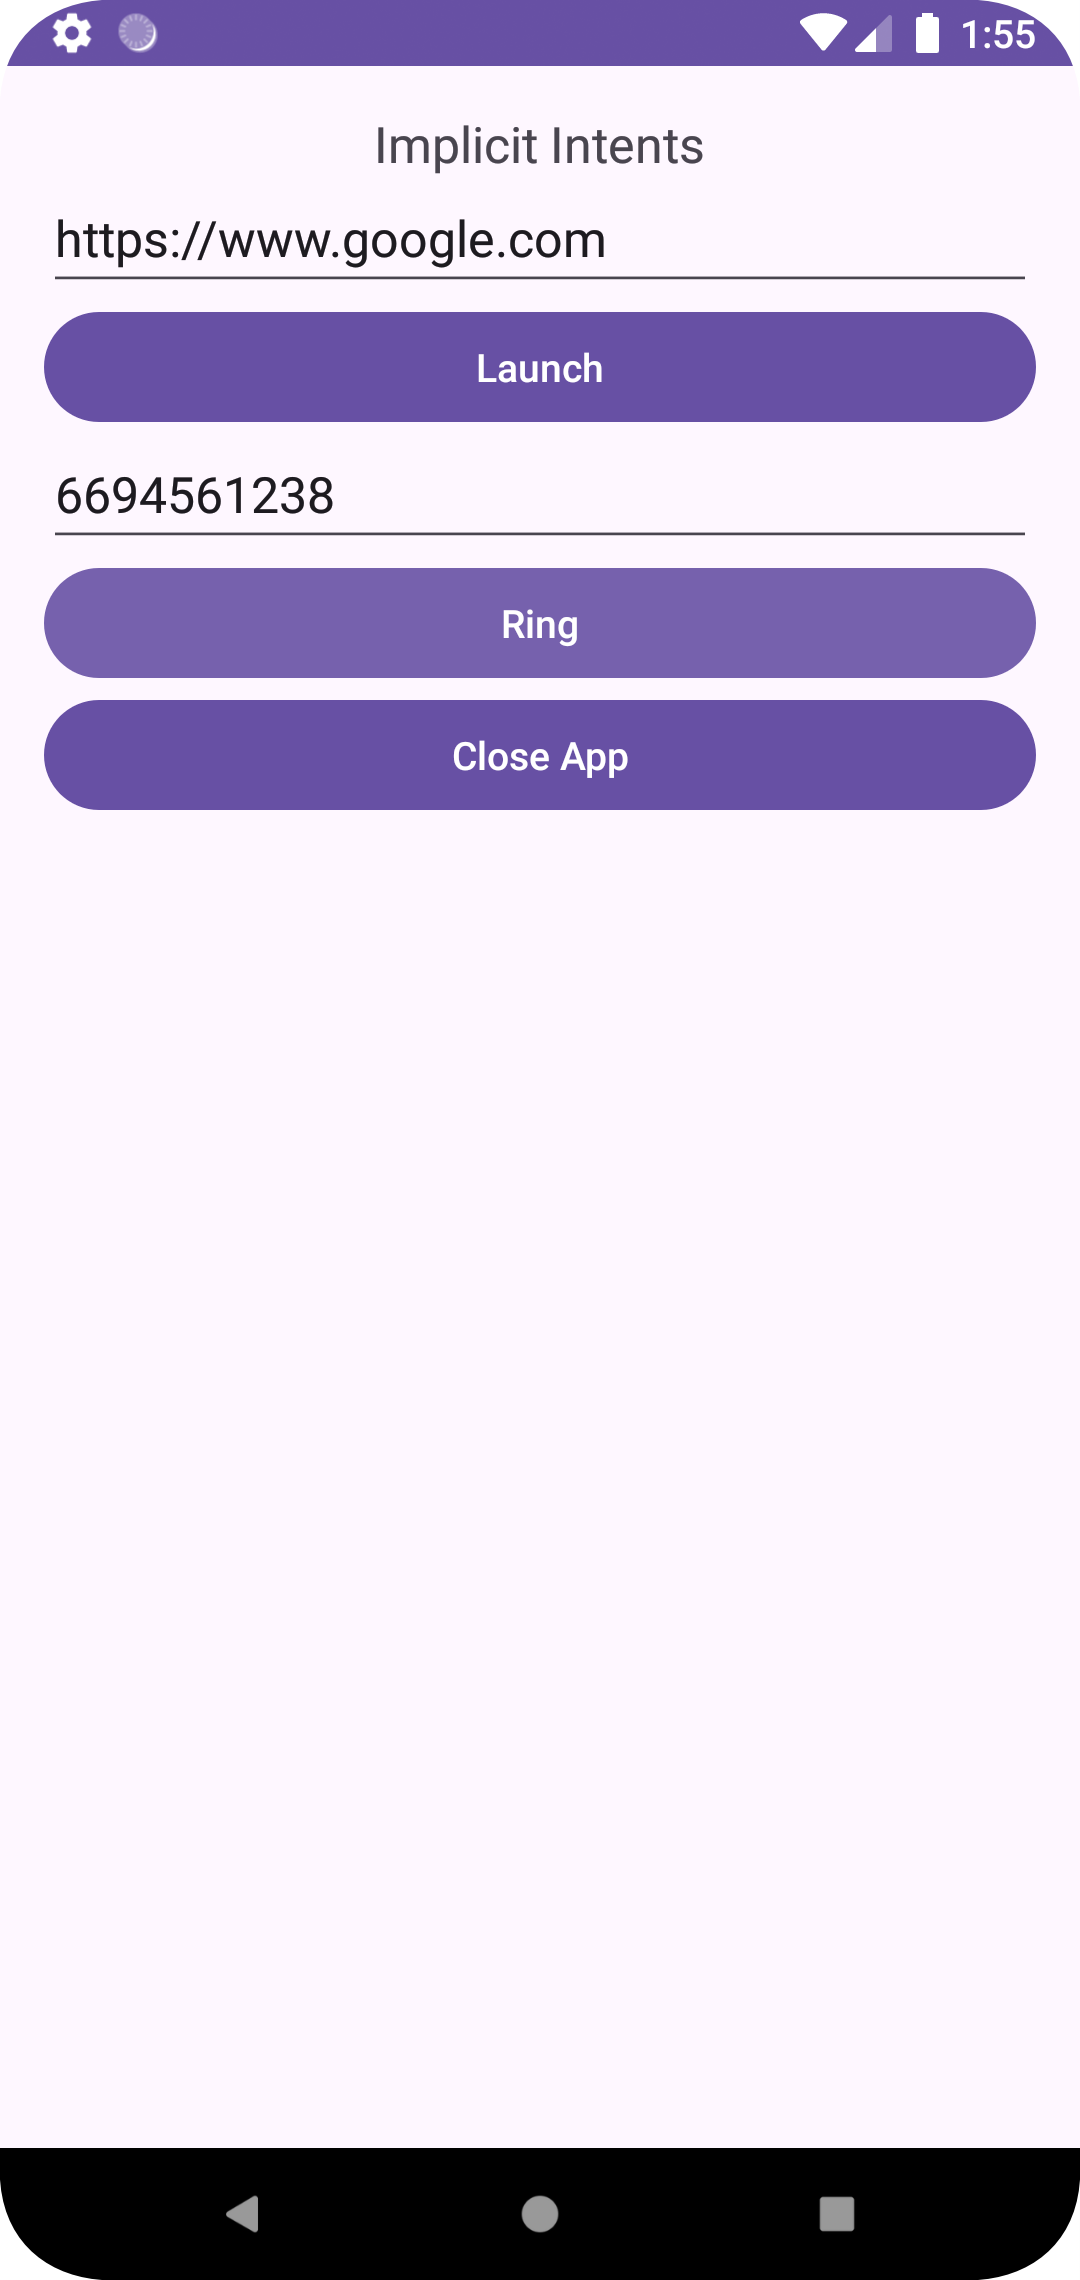 1:55
Implicit Intents
https://www.google.com
Launch
6694561238
Ring
Close App